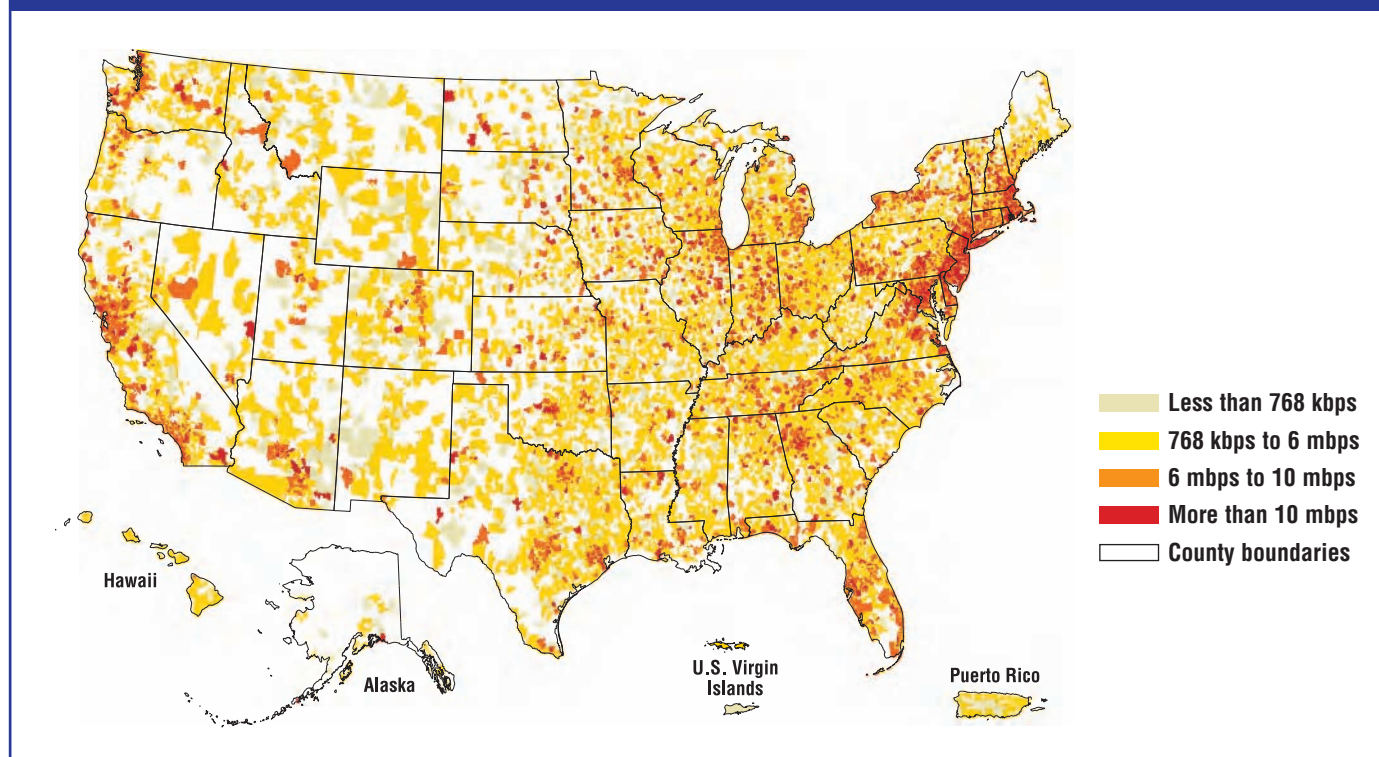 Less than 768 kbps
768 kbps to 6 mbps
6 mbps to 10 mbps
More than 10 mbps
County boundaries
Hawaii
Alaska
U.S. Virgin
Islands
Puerto Rico